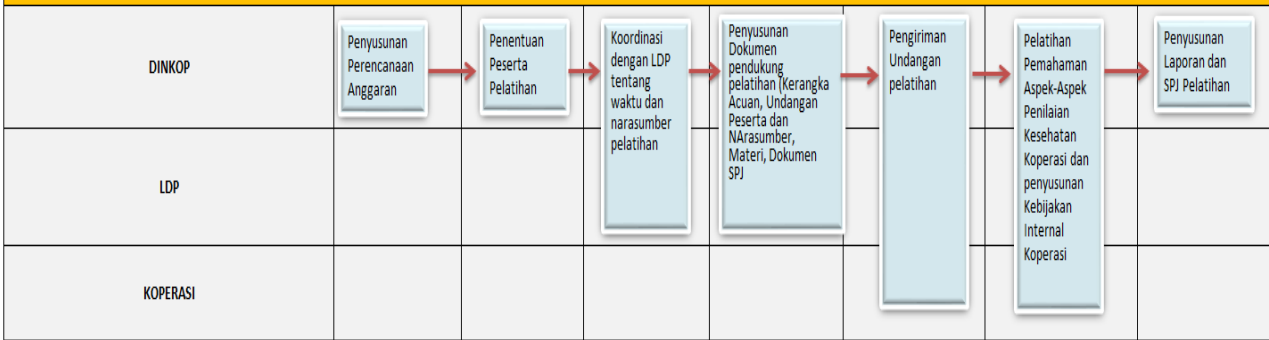 DINKOP
Penyusunan
Perencanaan
Anggaran
Penentuan
Peserta
Pelatihan
Koordinasi
dengan LDP
tentang
waktu dan
narasumber
pelatihan
Penyusunan
Dokumen
pendukung
pelatihan (Kerangka
Acuan, Undangan
Peserta dan
NArasumber,
Materi, Dokumen
SPJ
Pengiriman
Undangan
pelatihan
Pelatihan
Pemahaman
Aspek-Aspek
Penilaian
Kesehatan
Koperasi dan
penyusunan
Kebijakan
Internal
Koperasi
Penyusunan
Laporan dan
SPJ Pelatihan
LDP
KOPERASI